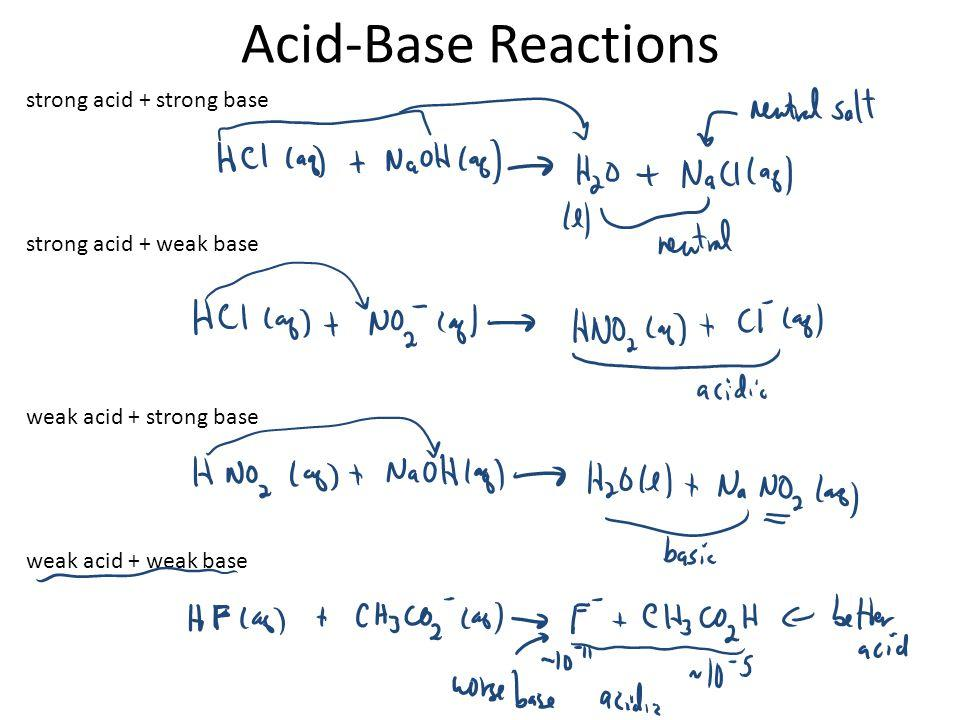 Acid-Base Reactions
strong acid + strong base
neutral salt
HCl (aq) + NaOH (aq) → H₂O + NaCl (aq)
(l)
neutral
strong acid + weak base
HCl (aq) + NO₂⁻ (aq) → HNO₂ (aq) + Cl⁻ (aq)
acidic
weak acid + strong base
HNO₂ (aq) + NaOH (aq) → H₂O (l) + NaNO₂ (aq)
basic
weak acid + weak base
HF (aq) + CH₃CO₂⁻ (aq) → F⁻ + CH₃CO₂H ← better acid
~10⁻¹¹ ~10⁻⁵
worse base acidic